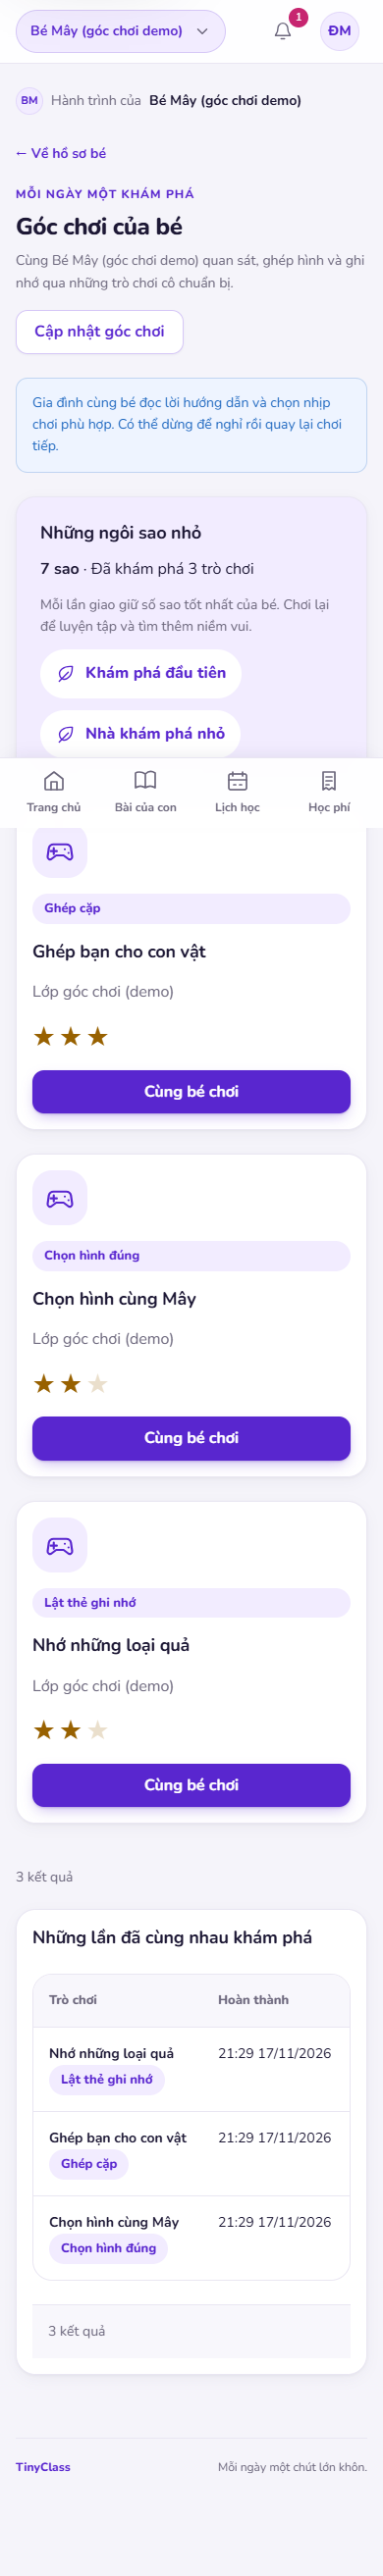 Bé Mây (góc chơi demo)
1
ĐM
BM Hành trình của Bé Mây (góc chơi demo)
← Về hồ sơ bé
MỖI NGÀY MỘT KHÁM PHÁ
Góc chơi của bé
Cùng Bé Mây (góc chơi demo) quan sát, ghép hình và ghi
nhớ qua những trò chơi cô chuẩn bị.
Cập nhật góc chơi
Gia đình cùng bé đọc lời hướng dẫn và chọn nhịp
chơi phù hợp. Có thể dừng để nghỉ rồi quay lại chơi
tiếp.
Những ngôi sao nhỏ
7 sao · Đã khám phá 3 trò chơi
Mỗi lần giao giữ số sao tốt nhất của bé. Chơi lại
để luyện tập và tìm thêm niềm vui.
Khám phá đầu tiên
Nhà khám phá nhỏ
Trang chủ
Bài của con
Lịch học
Học phí
Ghép cặp
Ghép bạn cho con vật
Lớp góc chơi (demo)
★ ★ ★
Cùng bé chơi
Chọn hình đúng
Chọn hình cùng Mây
Lớp góc chơi (demo)
★ ★ ★
Cùng bé chơi
Lật thẻ ghi nhớ
Nhớ những loại quả
Lớp góc chơi (demo)
★ ★ ★
Cùng bé chơi
3 kết quả
Những lần đã cùng nhau khám phá
Trò chơi Hoàn thành
Nhớ những loại quả 21:29 17/11/2026
Lật thẻ ghi nhớ
Ghép bạn cho con vật 21:29 17/11/2026
Ghép cặp
Chọn hình cùng Mây 21:29 17/11/2026
Chọn hình đúng
3 kết quả
TinyClass Mỗi ngày một chút lớn khôn.